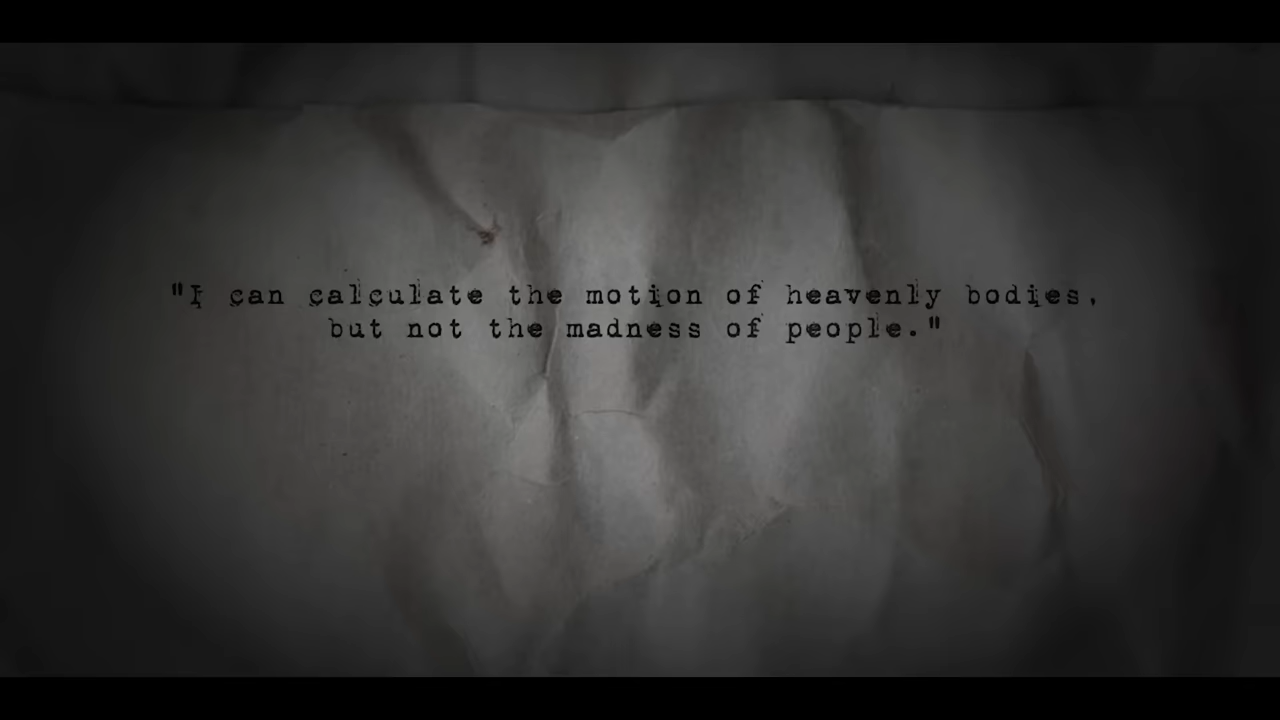 "I can calculate the motion of heavenly bodies,
but not the madness of people."